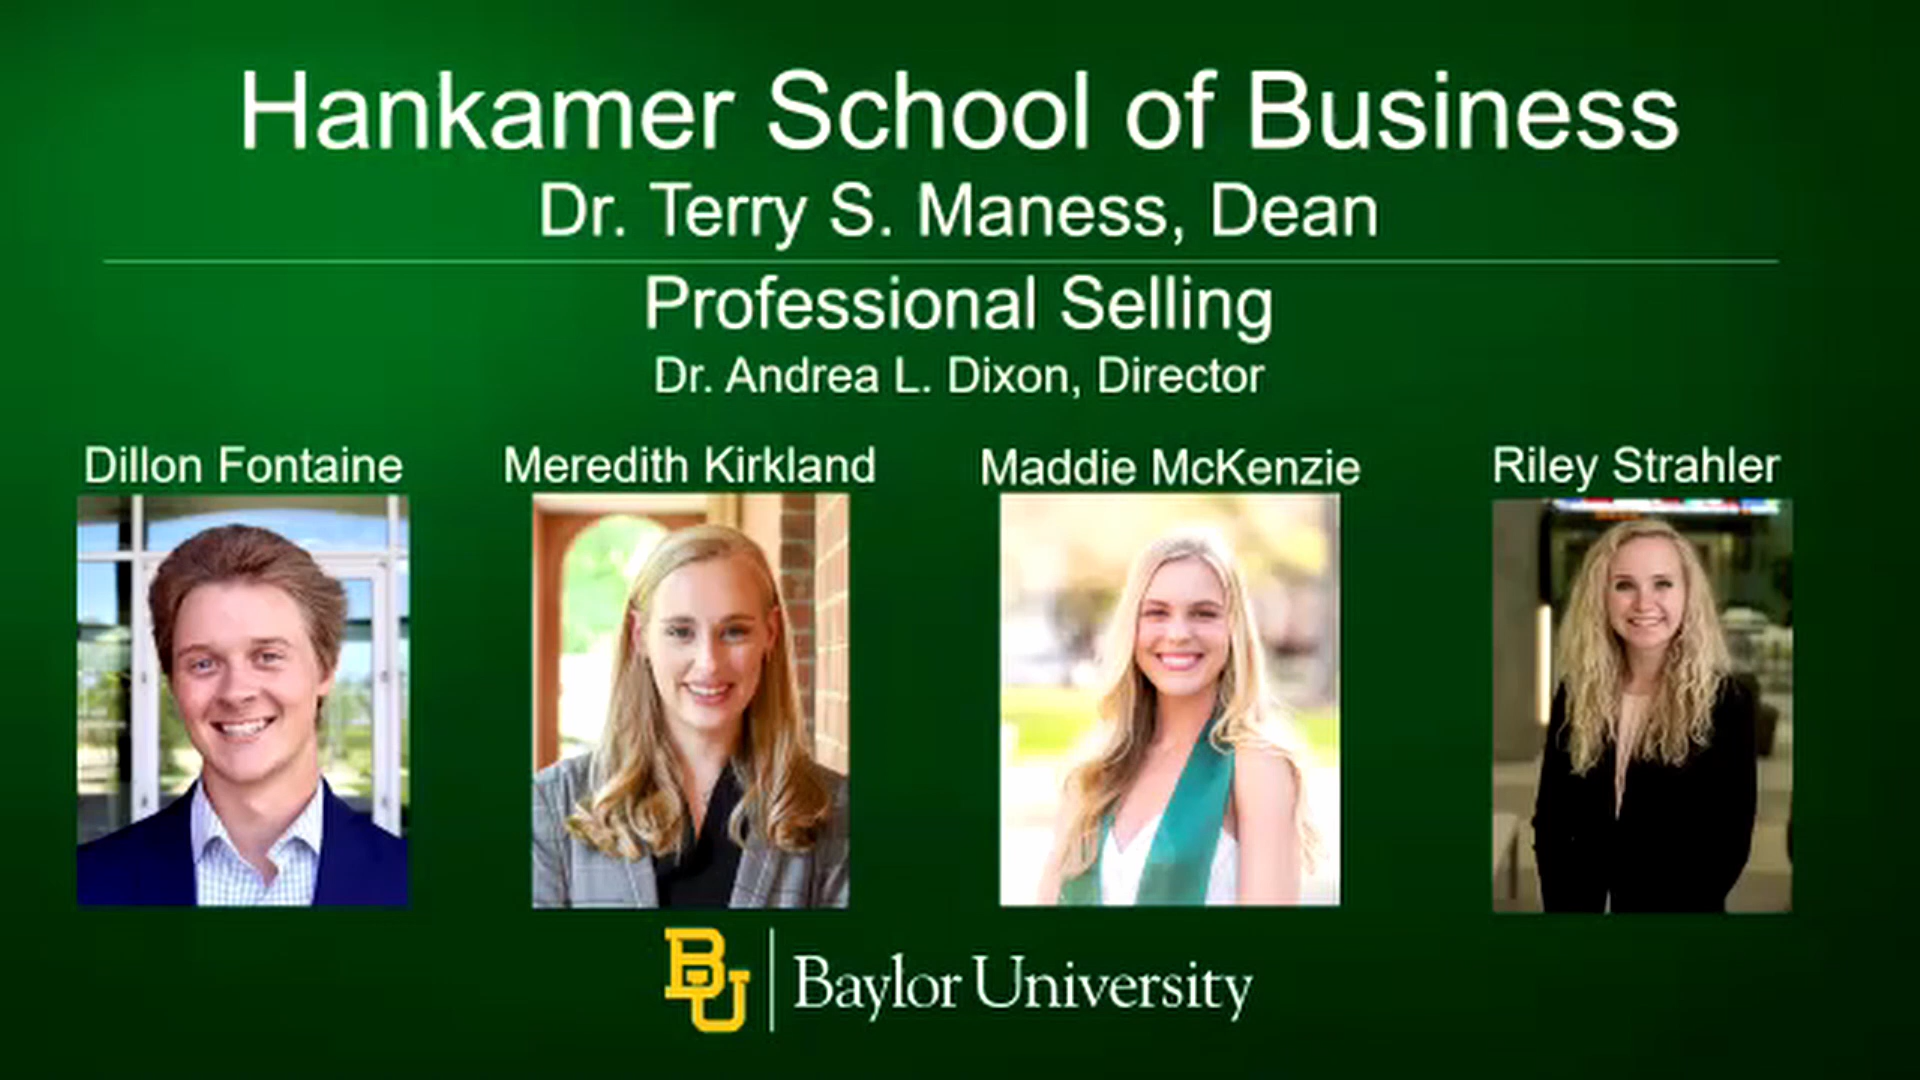 Hankamer School of Business
Dr. Terry S. Maness, Dean
Professional Selling
Dr. Andrea L. Dixon, Director
Dillon Fontaine
Meredith Kirkland
Maddie McKenzie
Riley Strahler
BU Baylor University